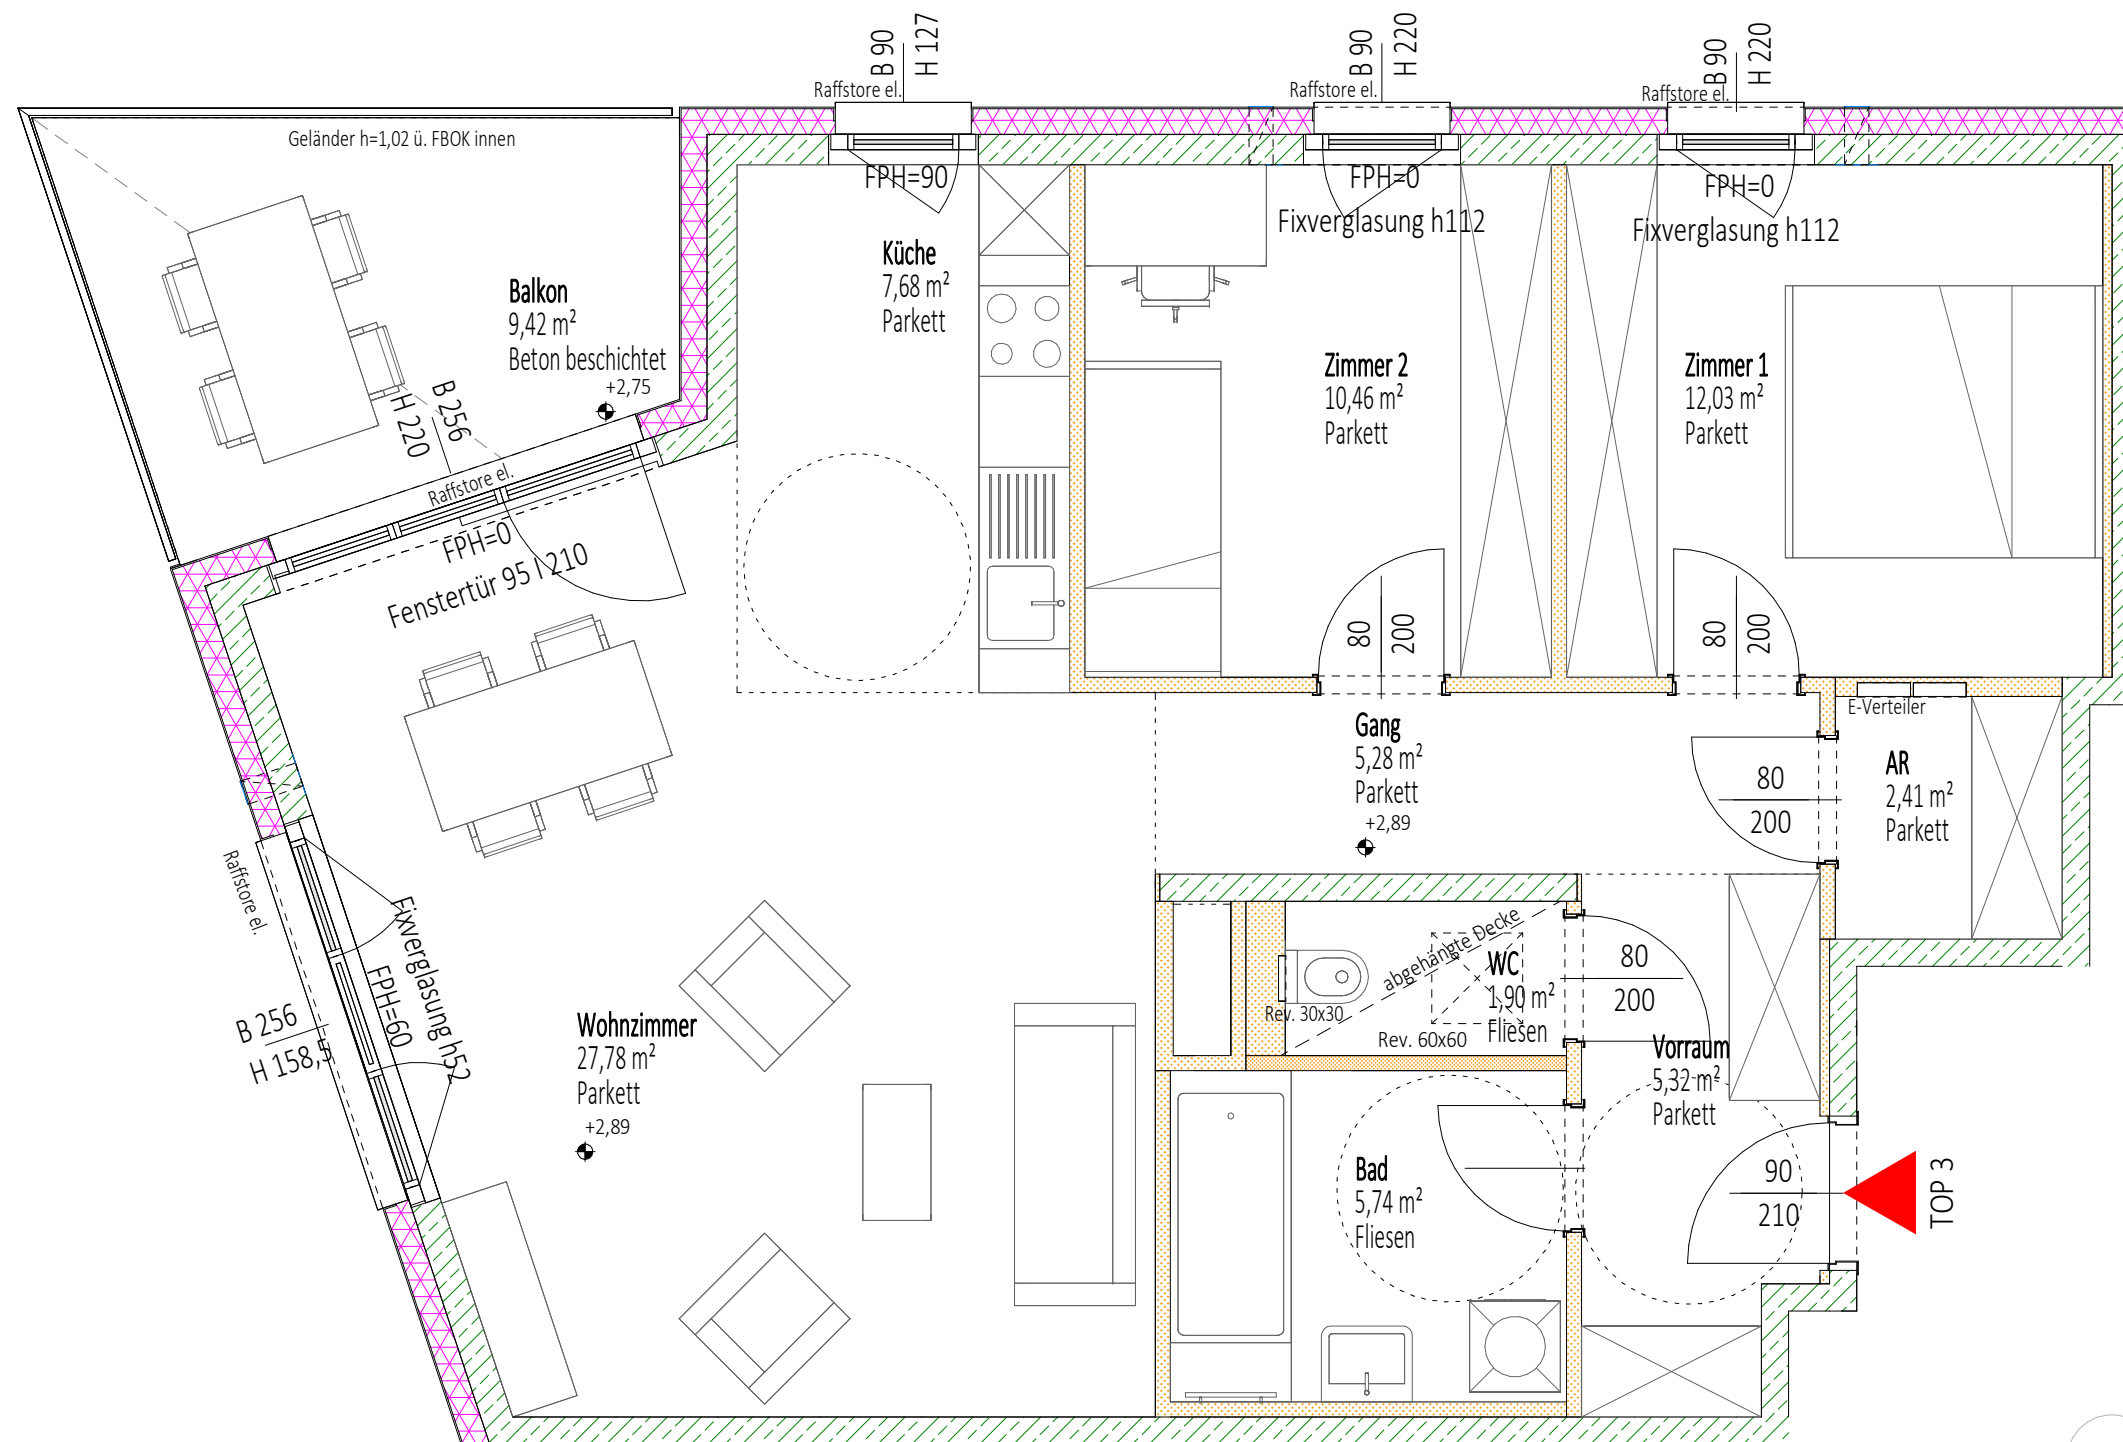 B 90
H 127
Raffstore el.
B 90
H 220
Raffstore el.
B 90
H 220
Raffstore el.
Geländer h=1,02 ü. FBOK innen
FPH=90
FPH=0
Fixverglasung h112
FPH=0
Fixverglasung h112
Küche
7,68 m²
Parkett
Balkon
9,42 m²
Beton beschichtet
+2,75
Zimmer 2
10,46 m²
Parkett
Zimmer 1
12,03 m²
Parkett
B 256
H 220
Raffstore el.
FPH=0
Fenstertür 95 I 210
80
200
80
200
Gang
5,28 m²
Parkett
+2,89
E-Verteiler
80
200
AR
2,41 m²
Parkett
Raffstore el.
Fixverglasung h52
FPH=60
B 256
H 158,5
abgehängte Decke
WC
1,90 m²
Fliesen
Rev. 30x30
Rev. 60x60
80
200
Wohnzimmer
27,78 m²
Parkett
+2,89
Vorraum
5,32 m²
Parkett
Bad
5,74 m²
Fliesen
90
210
TOP 3